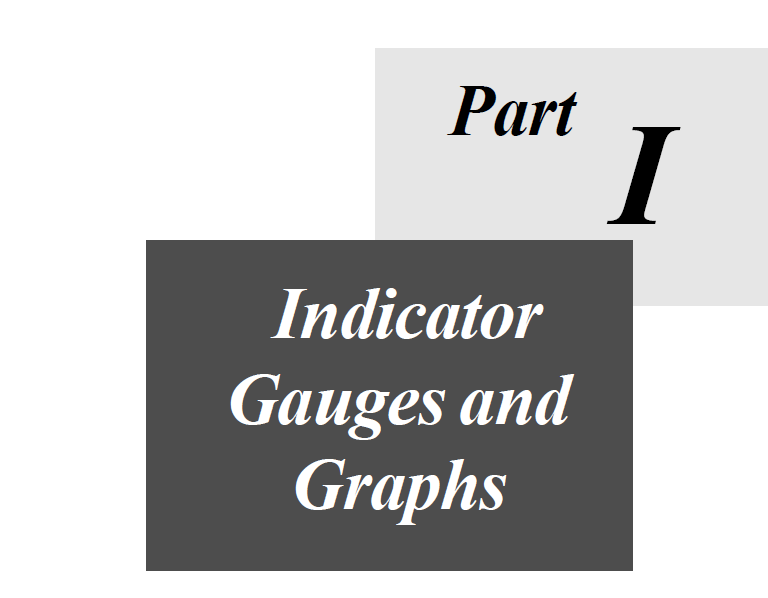 Part
I
Indicator
Gauges and
Graphs